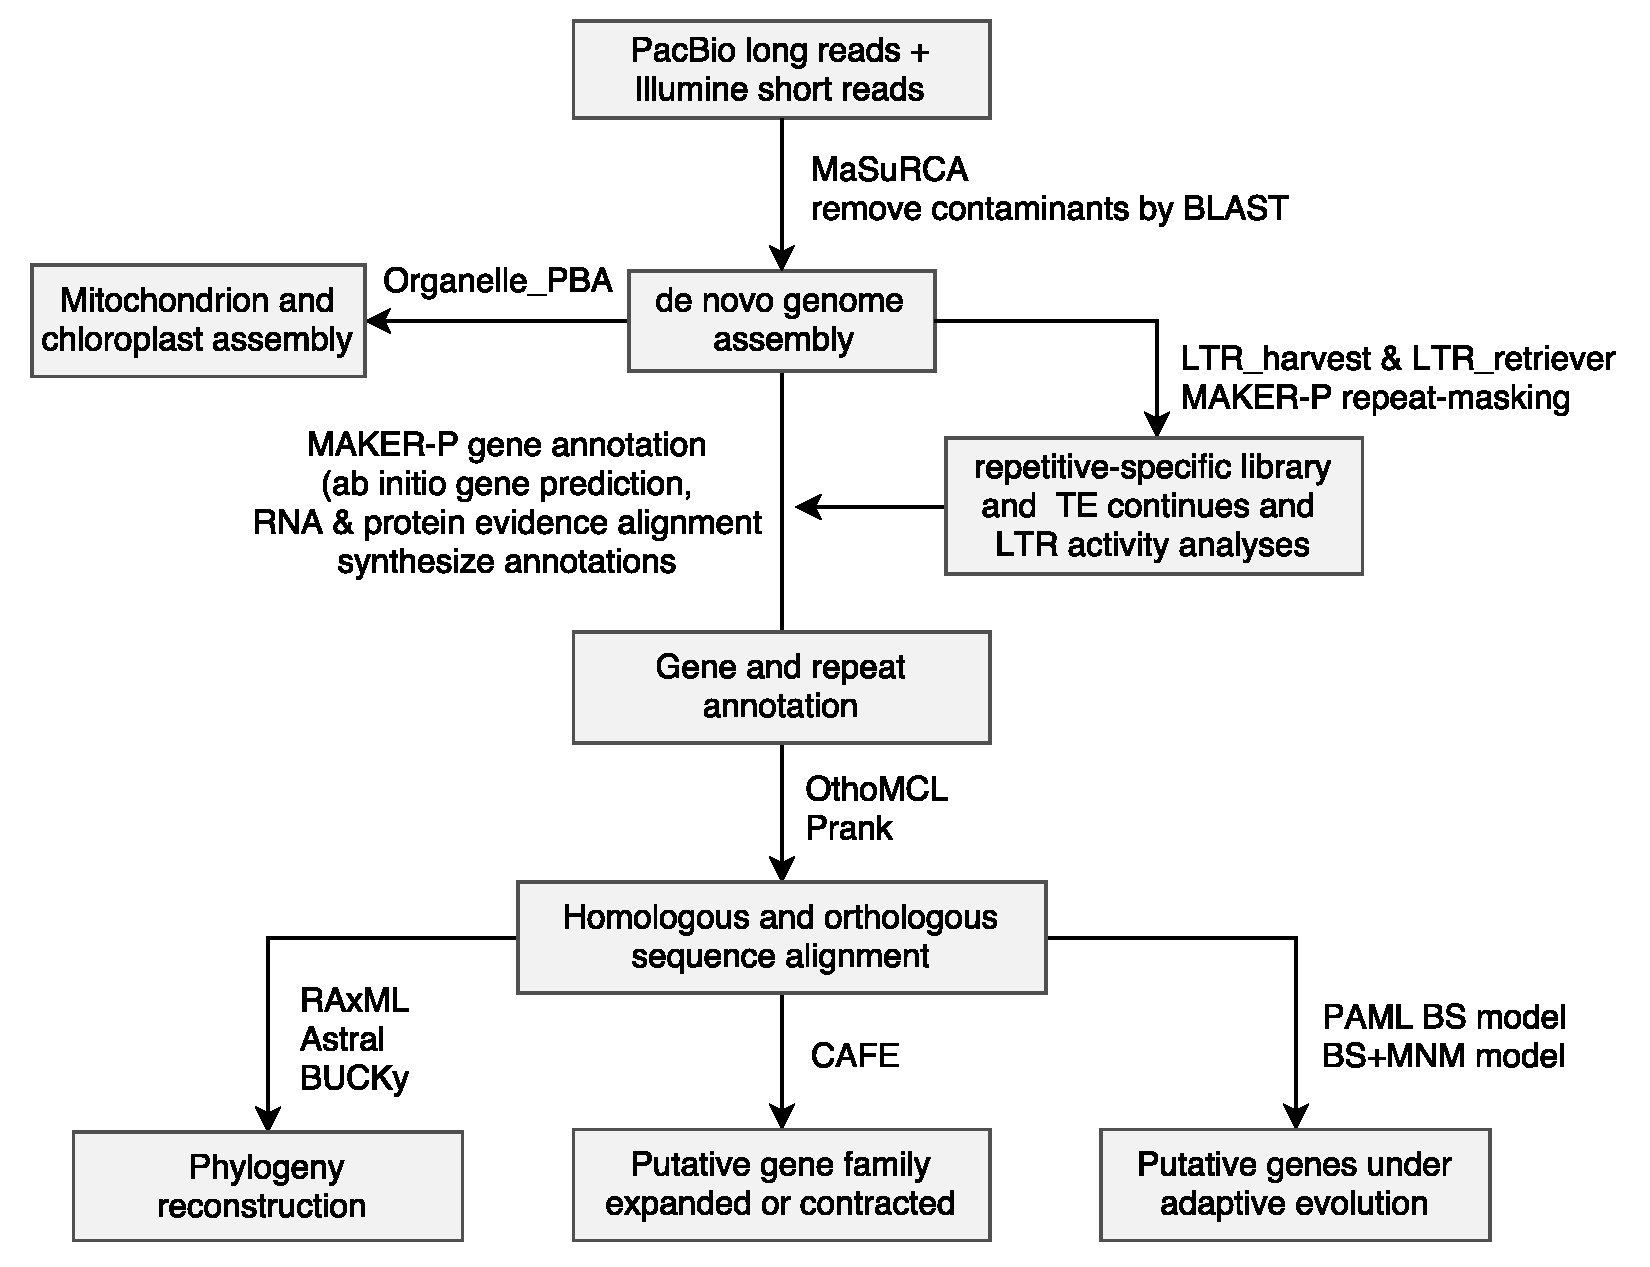 PacBio long reads +
Illumine short reads
MaSuRCA
remove contaminants by BLAST
Mitochondrion and
chloroplast assembly
Organelle_PBA
de novo genome
assembly
LTR_harvest & LTR_retriever
MAKER-P repeat-masking
MAKER-P gene annotation
(ab initio gene prediction,
RNA & protein evidence alignment
synthesize annotations
repetitive-specific library
and TE continues and
LTR activity analyses
Gene and repeat
annotation
OthoMCL
Prank
Homologous and orthologous
sequence alignment
RAxML
Astral
BUCKy
CAFE
PAML BS model
BS+MNM model
Phylogeny
reconstruction
Putative gene family
expanded or contracted
Putative genes under
adaptive evolution